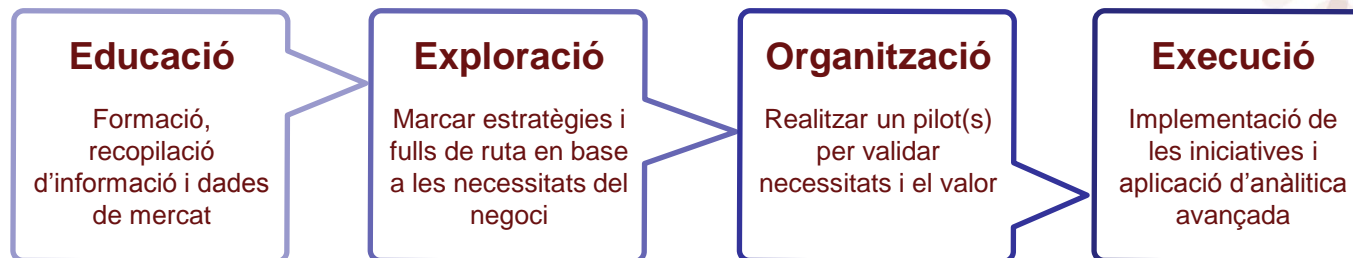 Educació
Formació,
recopilació
d’informació i dades
de mercat
Exploració
Marcar estratègies i
fulls de ruta en base
a les necessitats del
negoci
Organització
Realitzar un pilot(s)
per validar
necessitats i el valor
Execució
Implementació de
les iniciatives i
aplicació d’anàlitica
avançada